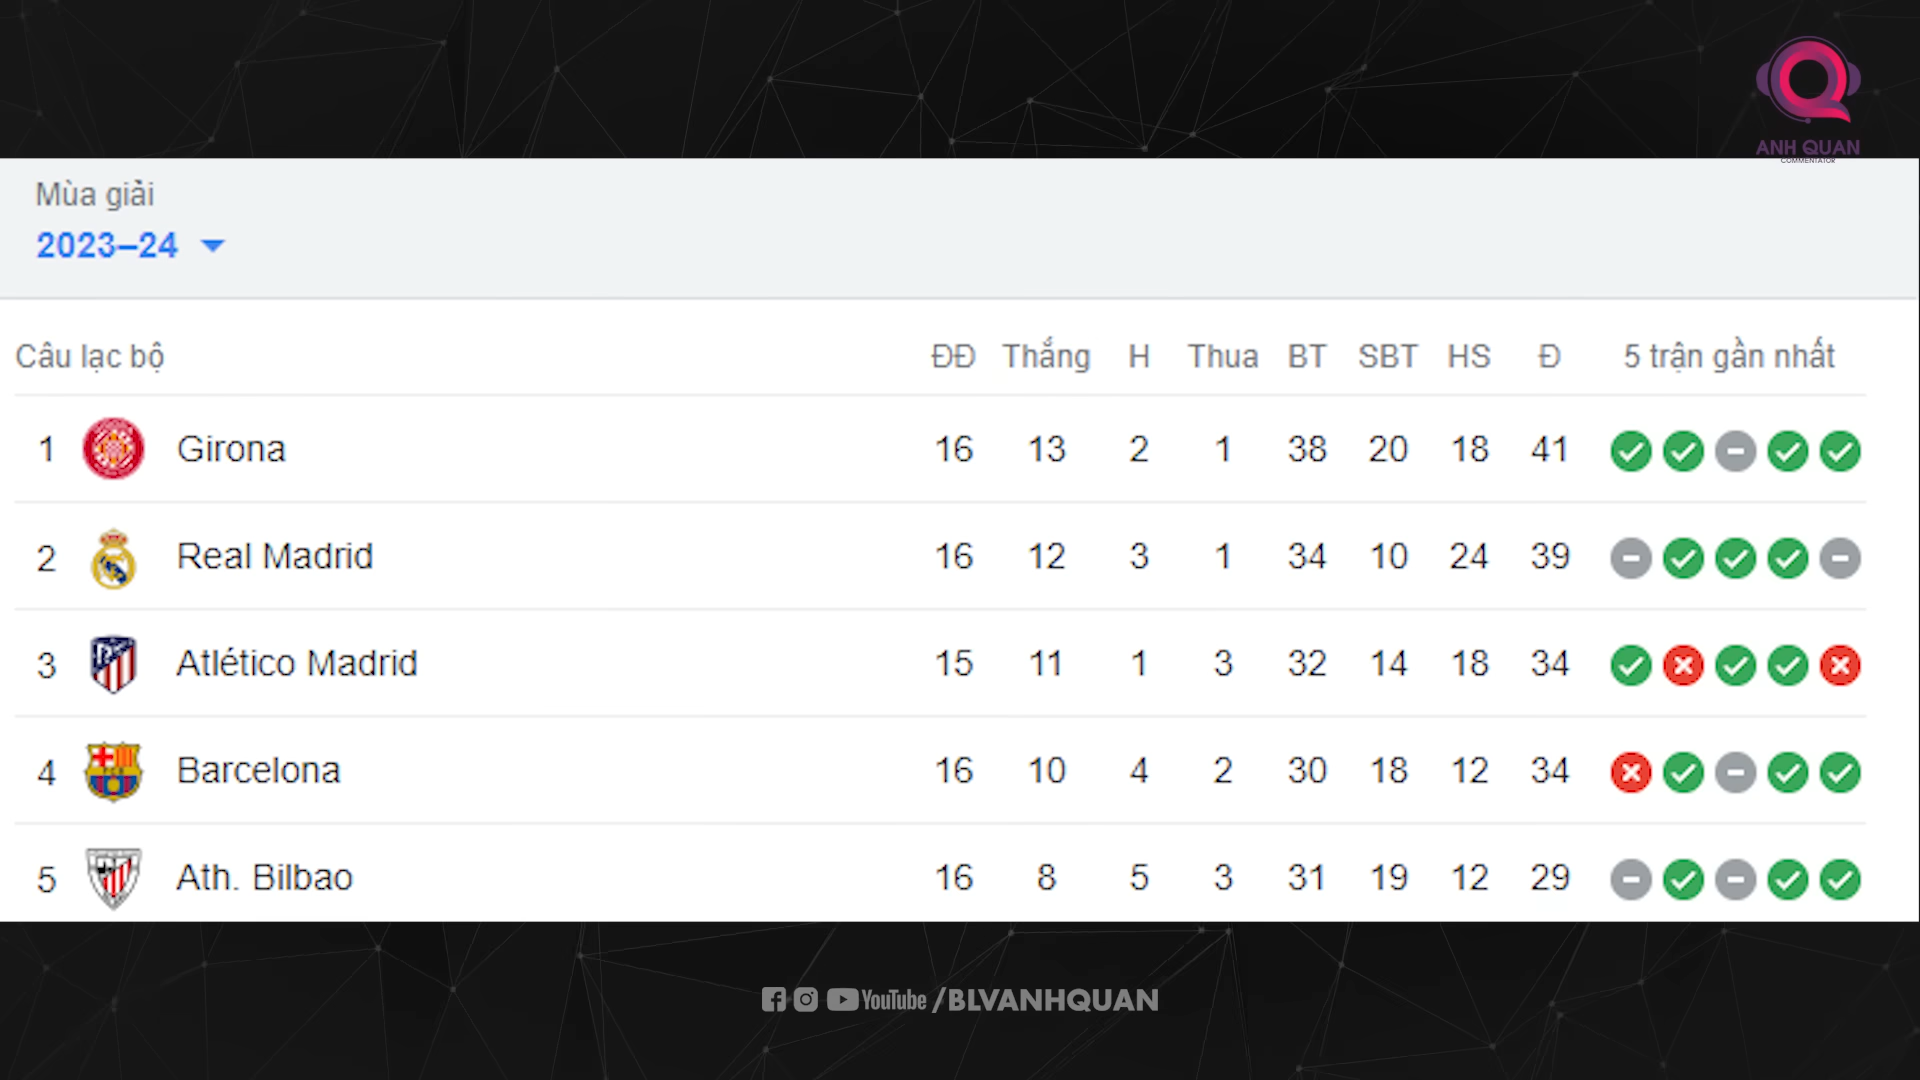 ANH QUAN
COMMENTATOR
Mùa giải
2023–24
Câu lạc bộ ĐĐ Thắng H Thua BT SBT HS Đ 5 trận gần nhất
1 Girona 16 13 2 1 38 20 18 41
2 Real Madrid 16 12 3 1 34 10 24 39
3 Atlético Madrid 15 11 1 3 32 14 18 34
4 Barcelona 16 10 4 2 30 18 12 34
5 Ath. Bilbao 16 8 5 3 31 19 12 29
YouTube /BLVANHQUAN